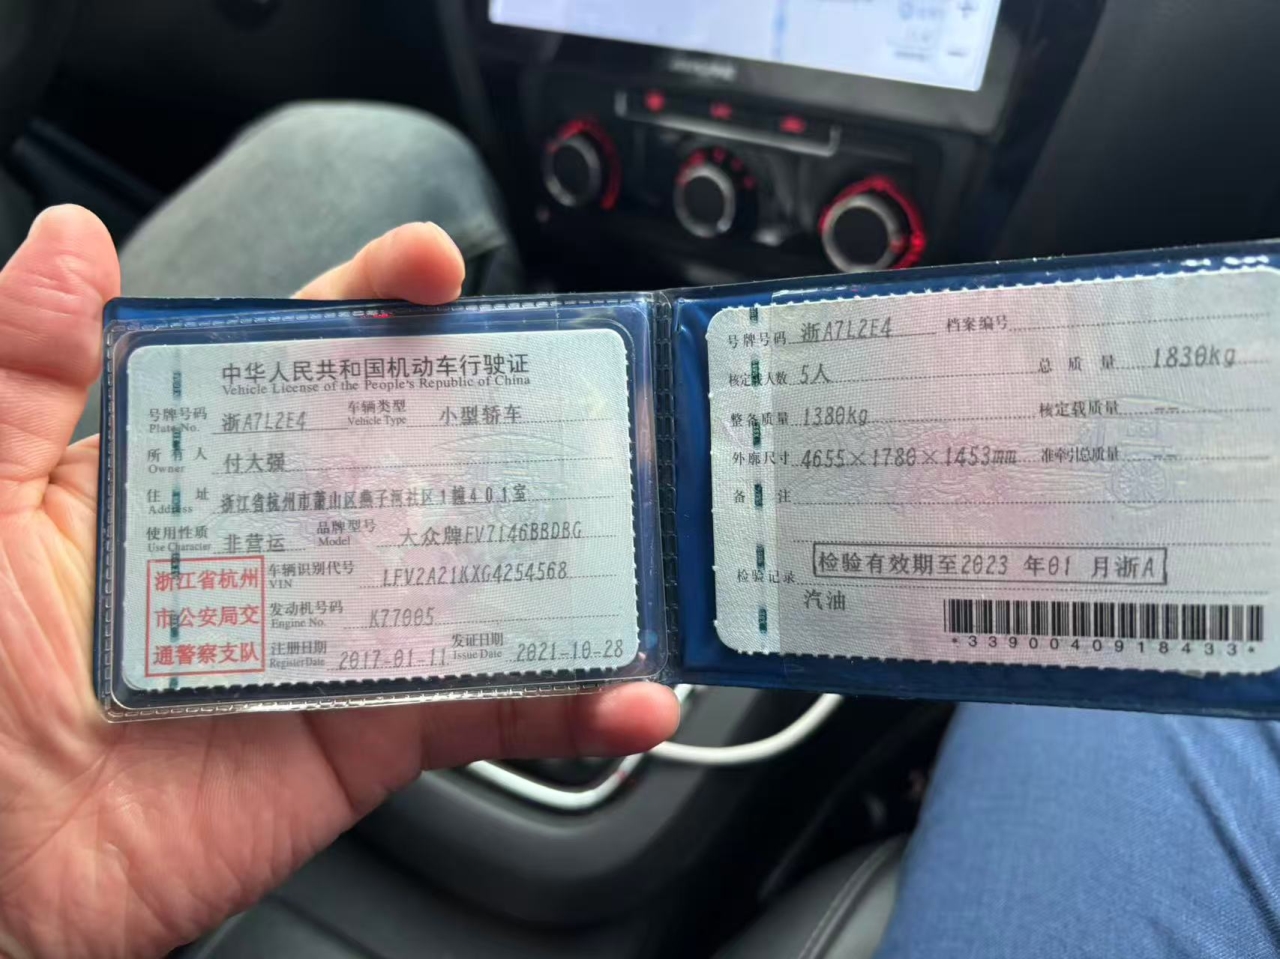 中华人民共和国机动车行驶证
Vehicle License of the People's Republic of China
号牌号码 浙A7L2E4 车辆类型 小型轿车
Plate No. Vehicle Type
所有人 付大强
Owner
住址 浙江省杭州市萧山区燕子河社区1幢401室
Address
使用性质 非营运 品牌型号 大众牌FV7146BBDBG
Use Character Model
浙江省杭州
市公安局交
通警察支队
车辆识别代号 LFV2A21KXG4254568
VIN
发动机号码 K77005
Engine No.
注册日期 2017-01-11 发证日期 2021-10-28
Register Date Issue Date
号牌号码 浙A7L2E4 档案编号
核定载人数 5人 总质量 1830kg
整备质量 1380kg 核定载质量 --
外廓尺寸 4655×1780×1453mm 准牵引总质量 --
备注
检验记录 检验有效期至2023年01月浙A
汽油
*3390040918433*